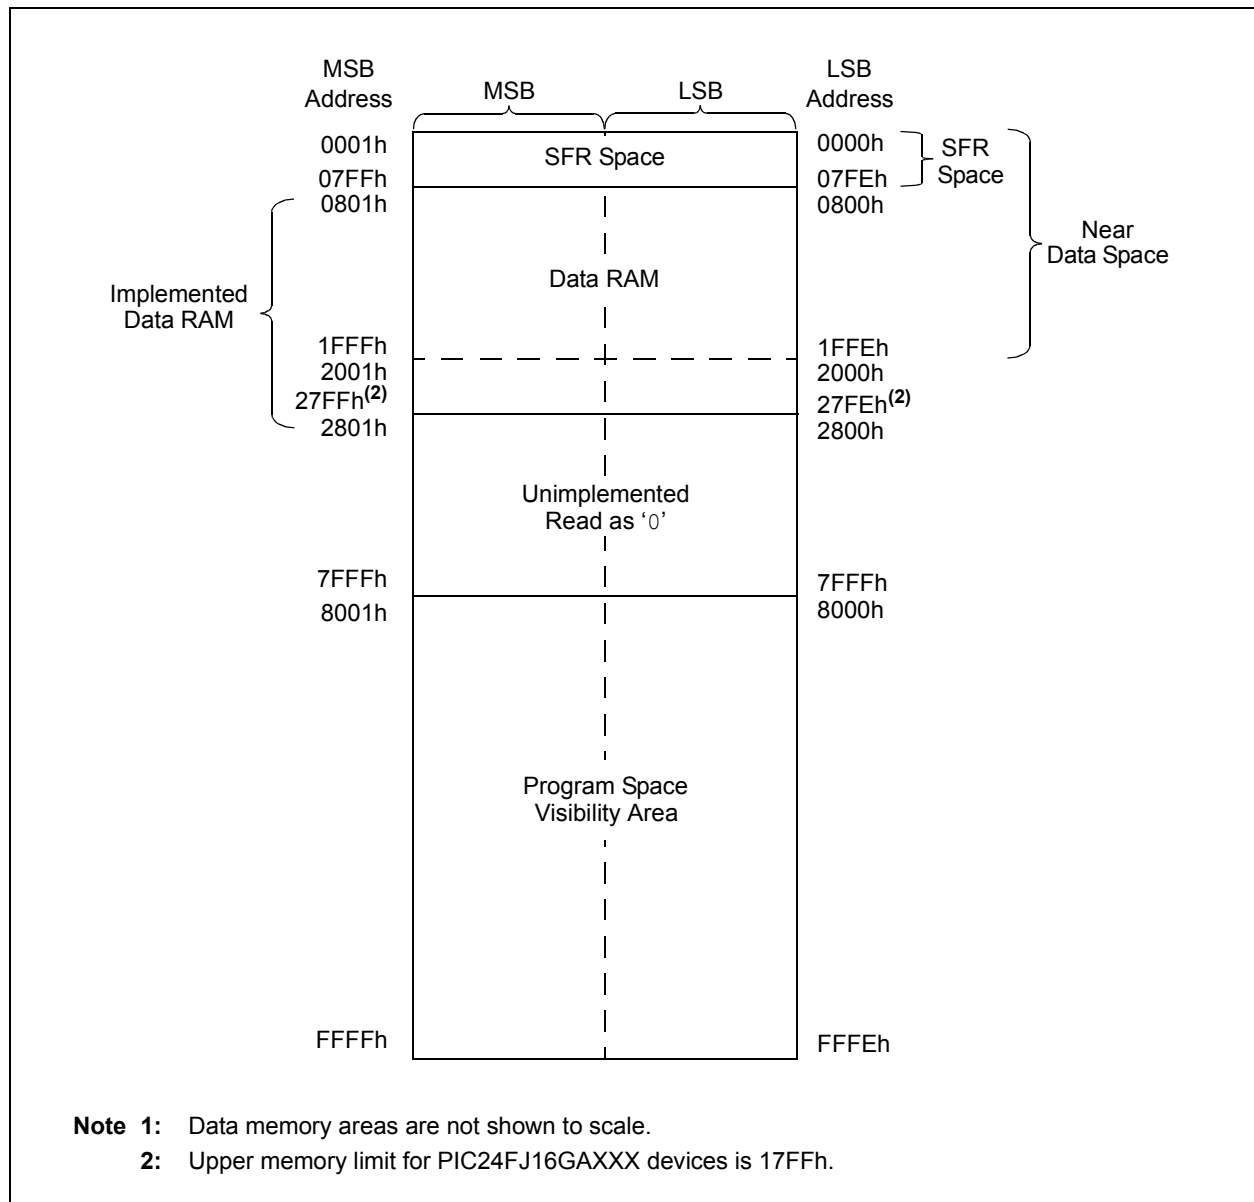 MSB
Address
MSB
LSB
LSB
Address
0001h
SFR Space
0000h
SFR
Space
07FFh
07FEh
0801h
0800h
Near
Data Space
Implemented
Data RAM
Data RAM
1FFFh
1FFEh
2001h
2000h
27FFh(2)
27FEh(2)
2801h
2800h
Unimplemented
Read as ‘0’
7FFFh
7FFFh
8001h
8000h
Program Space
Visibility Area
FFFFh
FFFEh
Note 1: Data memory areas are not shown to scale.
2: Upper memory limit for PIC24FJ16GAXXX devices is 17FFh.